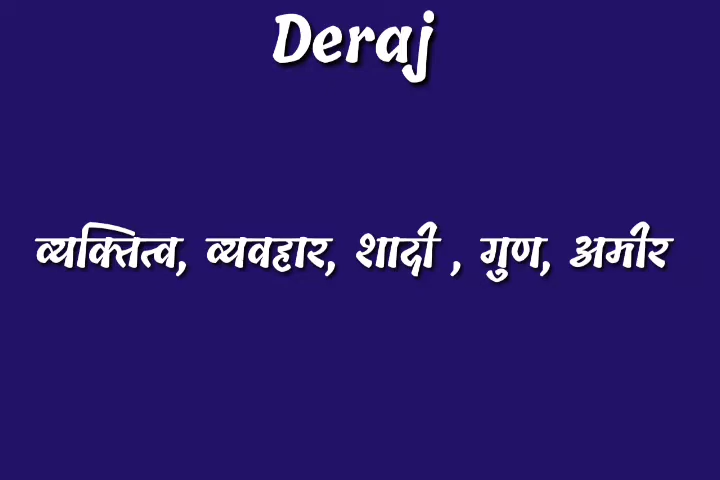 Deraj
व्यक्तित्व, व्यवहार, शादी , गुण, अमीर